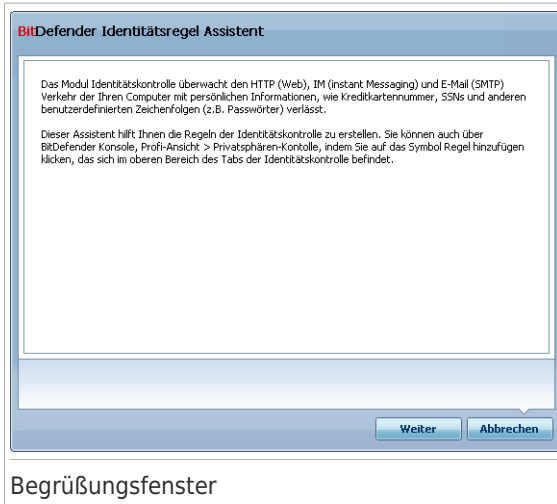 BitDefender Identitätsregel Assistent
Das Modul Identitätskontrolle überwacht den HTTP (Web), IM (instant Messaging) und E-Mail (SMTP)
Verkehr der Ihren Computer mit persönlichen Informationen, wie Kreditkartennummer, SSNs und anderen
benutzerdefinierten Zeichenfolgen (z.B. Passwörter) verlässt.
Dieser Assistent hilft Ihnen die Regeln der Identitätskontrolle zu erstellen. Sie können auch über
BitDefender Konsole, Profi-Ansicht > Privatsphären-Kontolle, indem Sie auf das Symbol Regel hinzufügen
klicken, das sich im oberen Bereich des Tabs der Identitätskontrolle befindet.
Weiter Abbrechen
Begrüßungsfenster